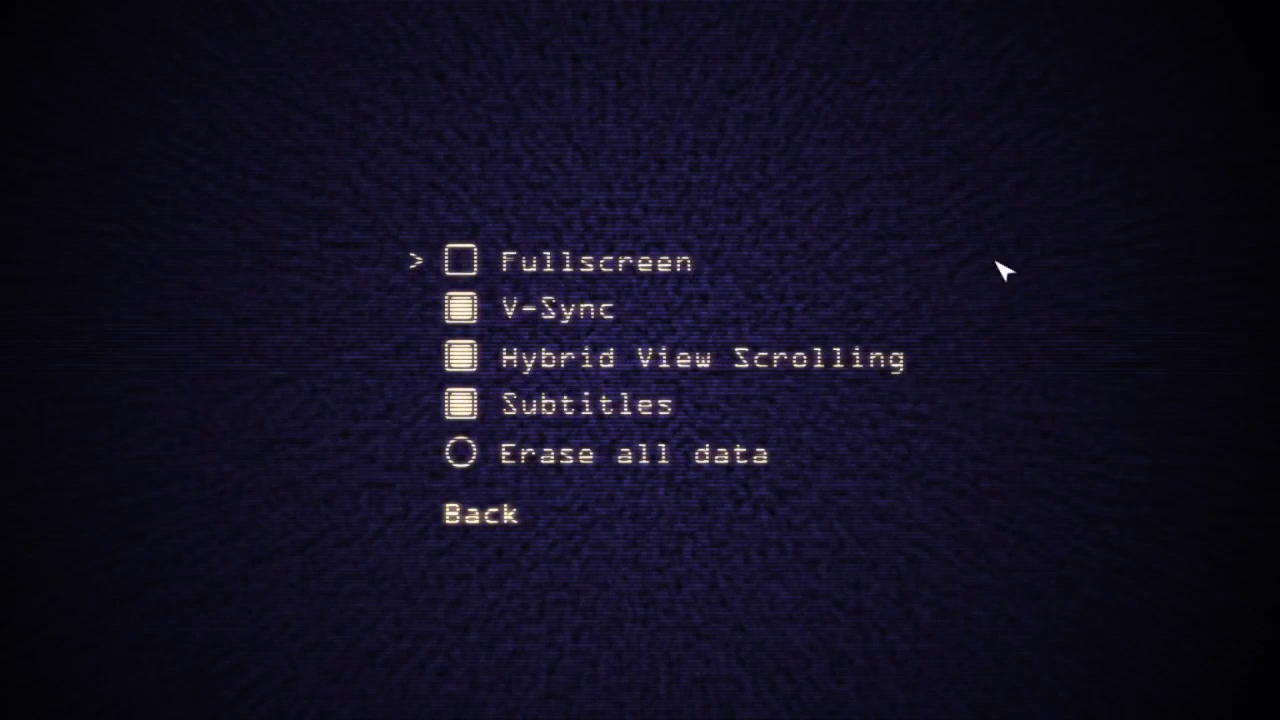 > Fullscreen
V-Sync
Hybrid View Scrolling
Subtitles
Erase all data
Back